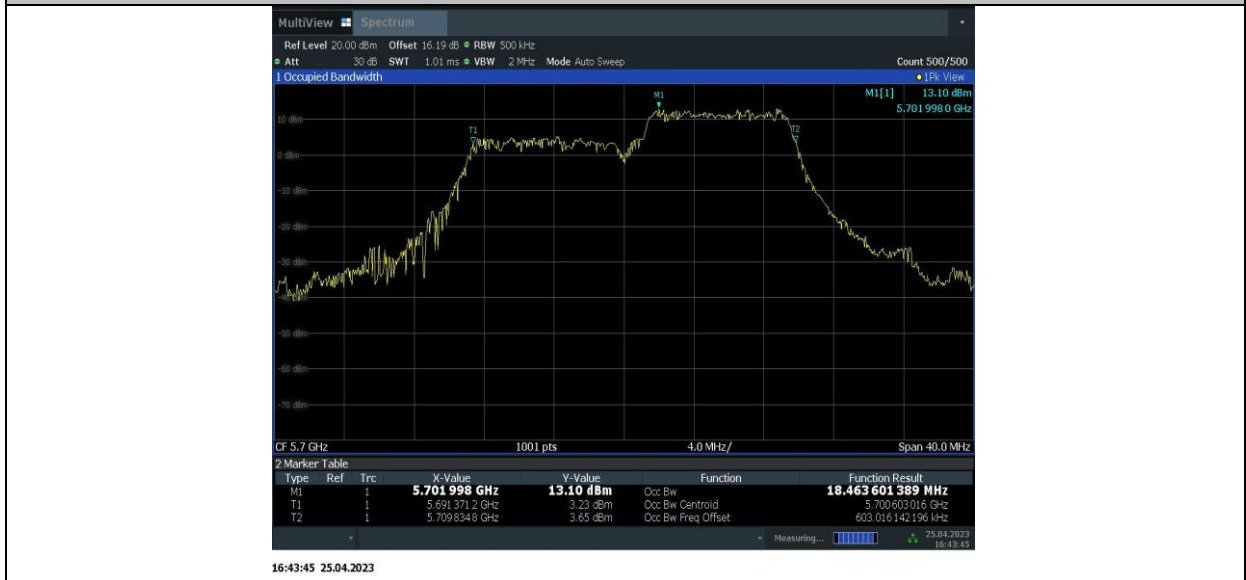 MultiView Spectrum
Ref Level 20.00 dBm Offset 16.19 dB RBW 500 kHz
Att 30 dB SWT 1.01 ms VBW 2 MHz Mode Auto Sweep Count 500/500
1 Occupied Bandwidth 1Pk View
M1[1] 13.10 dBm
5.701 998 0 GHz
M1
10 dBm
T1
T2
0 dBm
-10 dBm
-20 dBm
-30 dBm
-40 dBm
-50 dBm
-60 dBm
-70 dBm
CF 5.7 GHz 1001 pts 4.0 MHz/ Span 40.0 MHz
2 Marker Table
Type Ref Trc X-Value Y-Value Function Function Result
M1 1 5.701 998 GHz 13.10 dBm Occ Bw 18.463 601 389 MHz
T1 1 5.691 371 2 GHz 3.23 dBm Occ Bw Centroid 5.700 603 016 GHz
T2 1 5.709 834 8 GHz 3.65 dBm Occ Bw Freq Offset 603.016 142 196 kHz
Measuring... 25.04.2023
16:43:45
16:43:45 25.04.2023